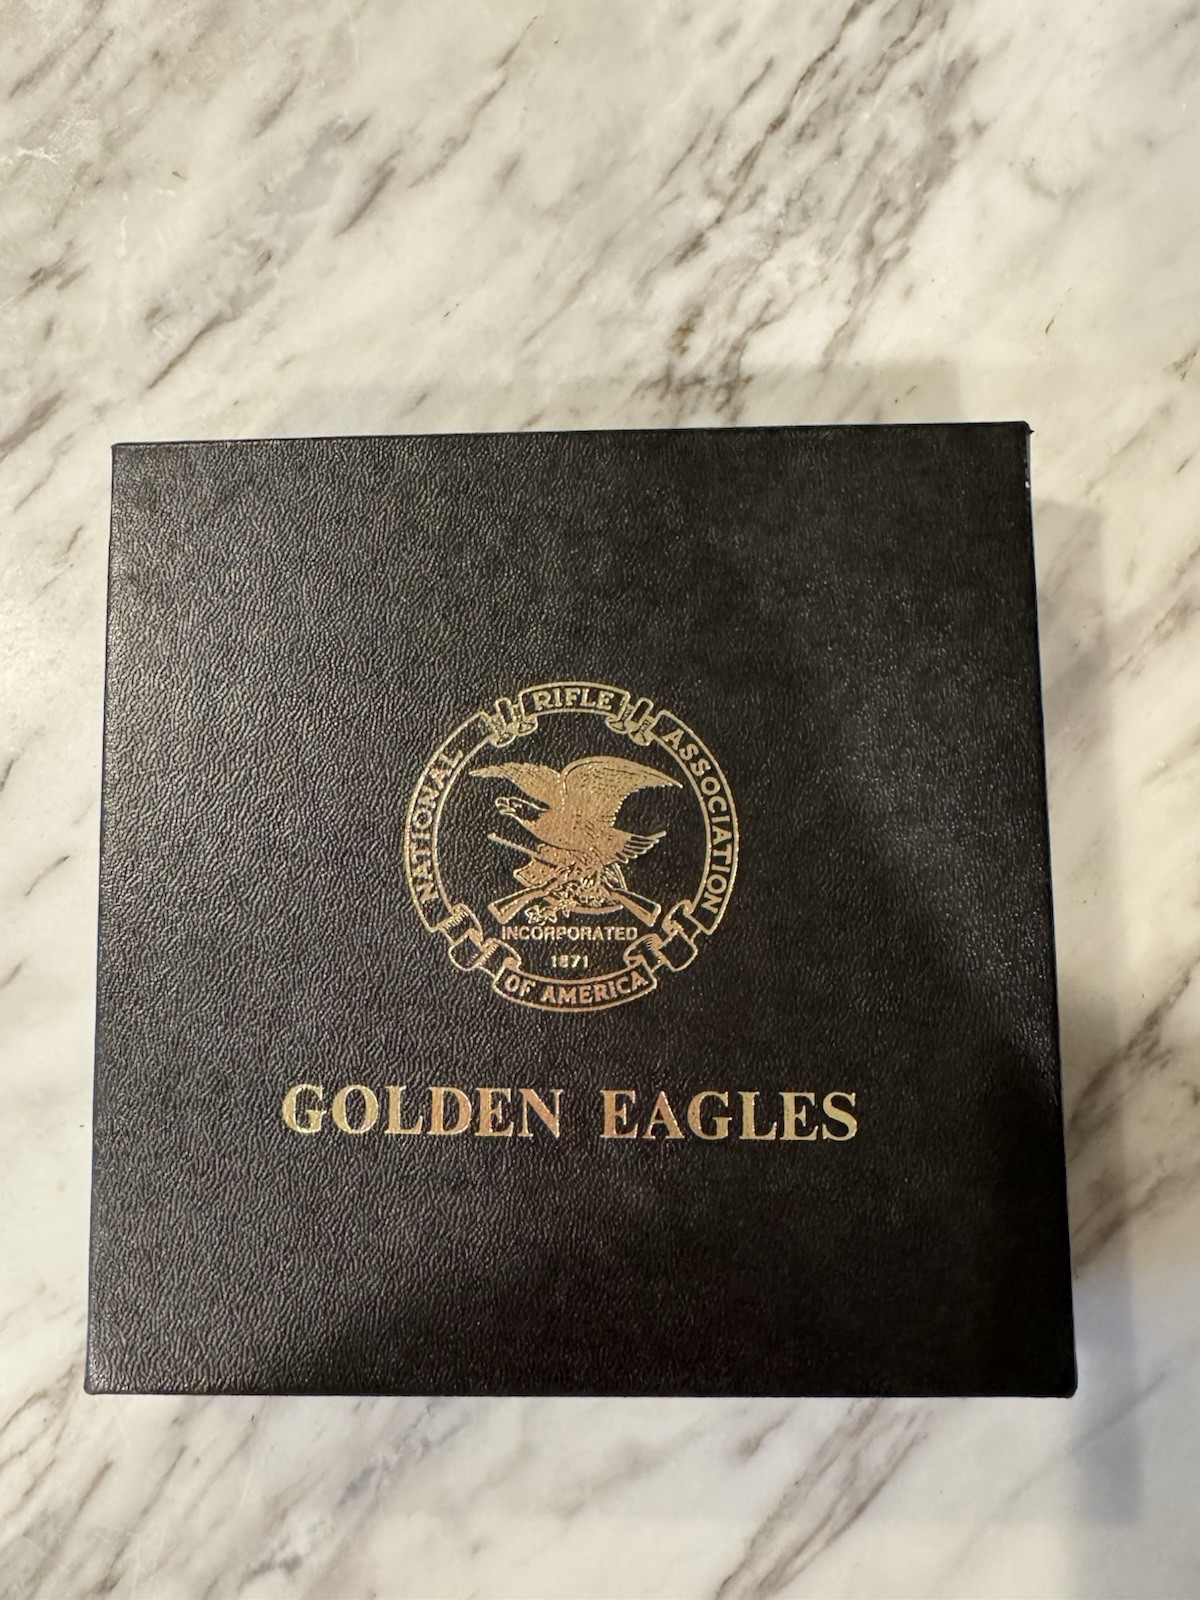 NATIONAL RIFLE ASSOCIATION
INCORPORATED
1871
OF AMERICA
GOLDEN EAGLES